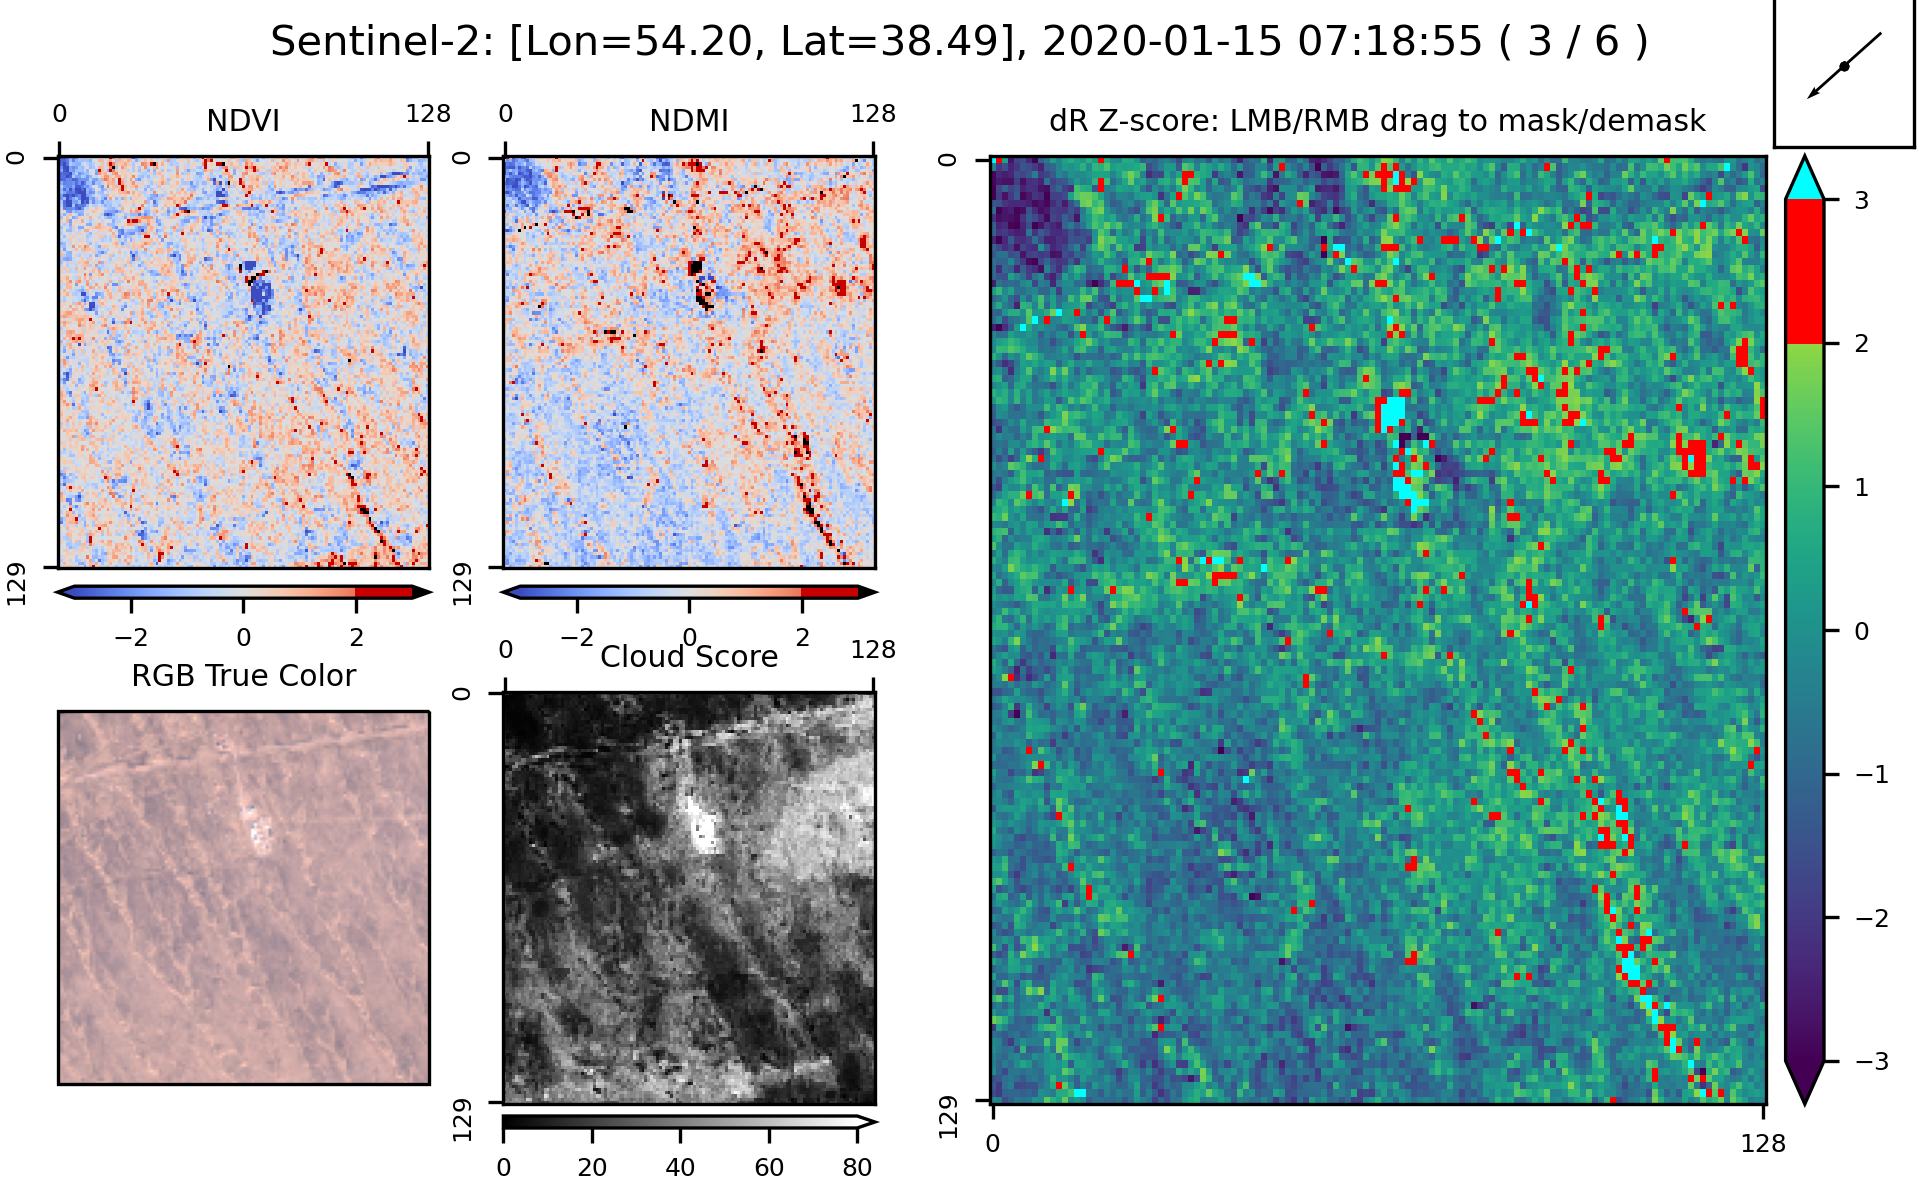 Sentinel-2: [Lon=54.20, Lat=38.49], 2020-01-15 07:18:55 ( 3 / 6 )
NDVI
0 128
0
129
−2 0 2
NDMI
0 128
0
129
−2 0 2
dR Z-score: LMB/RMB drag to mask/demask
0
129
0 128
3
2
1
0
−1
−2
−3
RGB True Color
Cloud Score
0 128
0
129
0 20 40 60 80